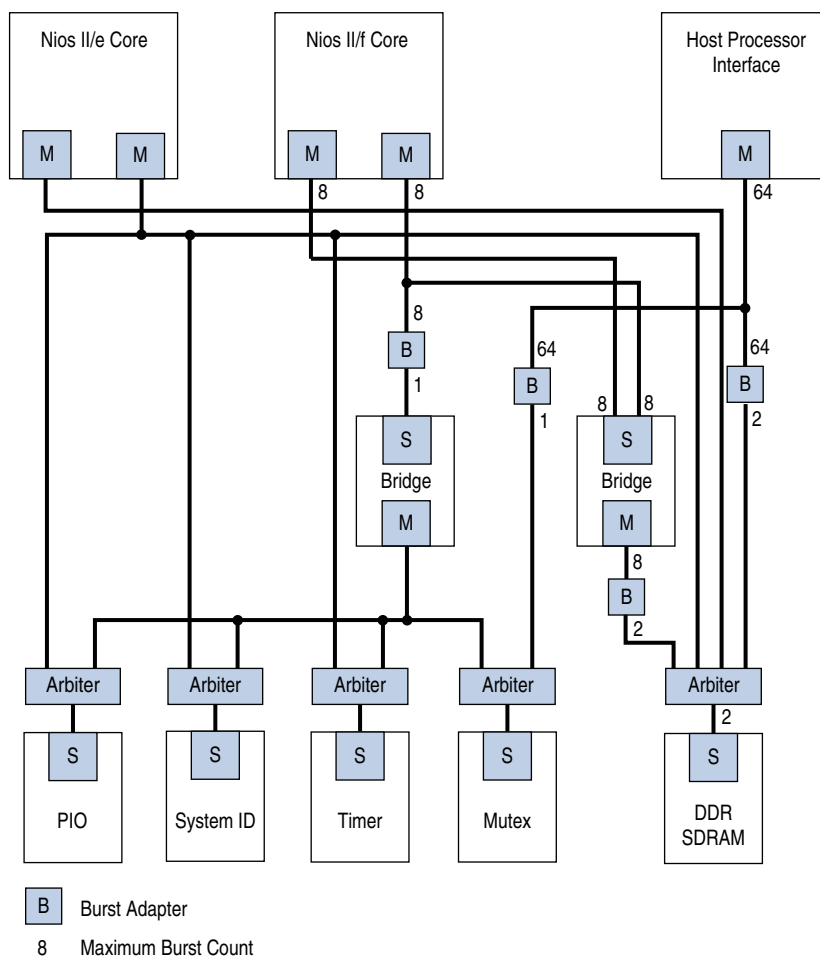 Nios II/e Core
Nios II/f Core
Host Processor
Interface
M
M
M
M
M
8
8
64
8
64
64
B
B
B
1
1
2
8
8
S
S
Bridge
Bridge
M
M
8
B
2
Arbiter
Arbiter
Arbiter
Arbiter
Arbiter
2
S
S
S
S
S
PIO
System ID
Timer
Mutex
DDR
SDRAM
B
Burst Adapter
8
Maximum Burst Count